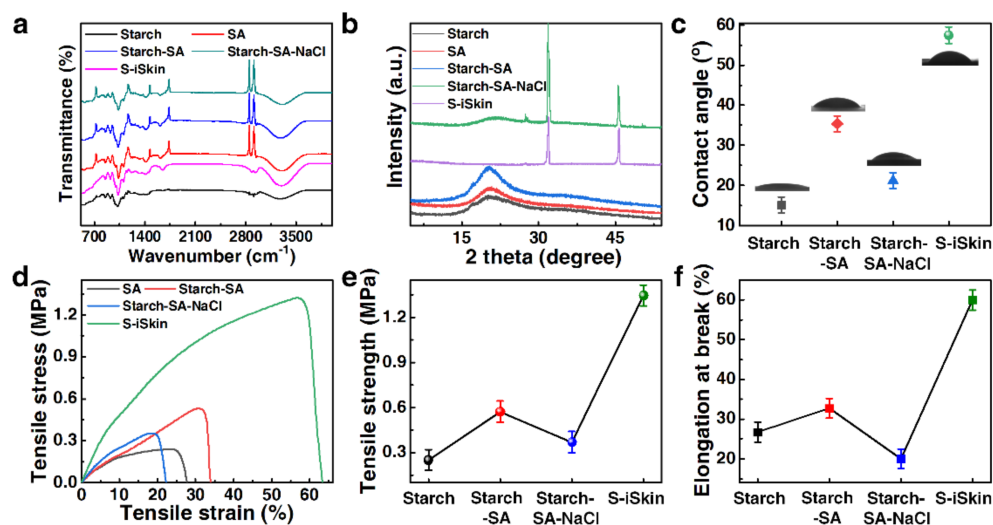 a
Transmittance (%)
Starch SA
Starch-SA Starch-SA-NaCl
S-iSkin
700 1400 2100 2800 3500
Wavenumber (cm⁻¹)
b
Intensity (a.u.)
Starch
SA
Starch-SA
Starch-SA-NaCl
S-iSkin
15 30 45
2 theta (degree)
c
Contact angle (º)
60
50
40
30
20
10
Starch Starch Starch- S-iSkin
-SA SA-NaCl
d
Tensile stress (MPa)
SA Starch-SA
Starch-SA-NaCl
S-iSkin
1.2
0.9
0.6
0.3
0.0
0 10 20 30 40 50 60
Tensile strain (%)
e
Tensile strength (MPa)
1.2
0.9
0.6
0.3
Starch Starch Starch- S-iSkin
-SA SA-NaCl
f
Elongation at break (%)
60
50
40
30
20
Starch Starch Starch- S-iSkin
-SA SA-NaCl